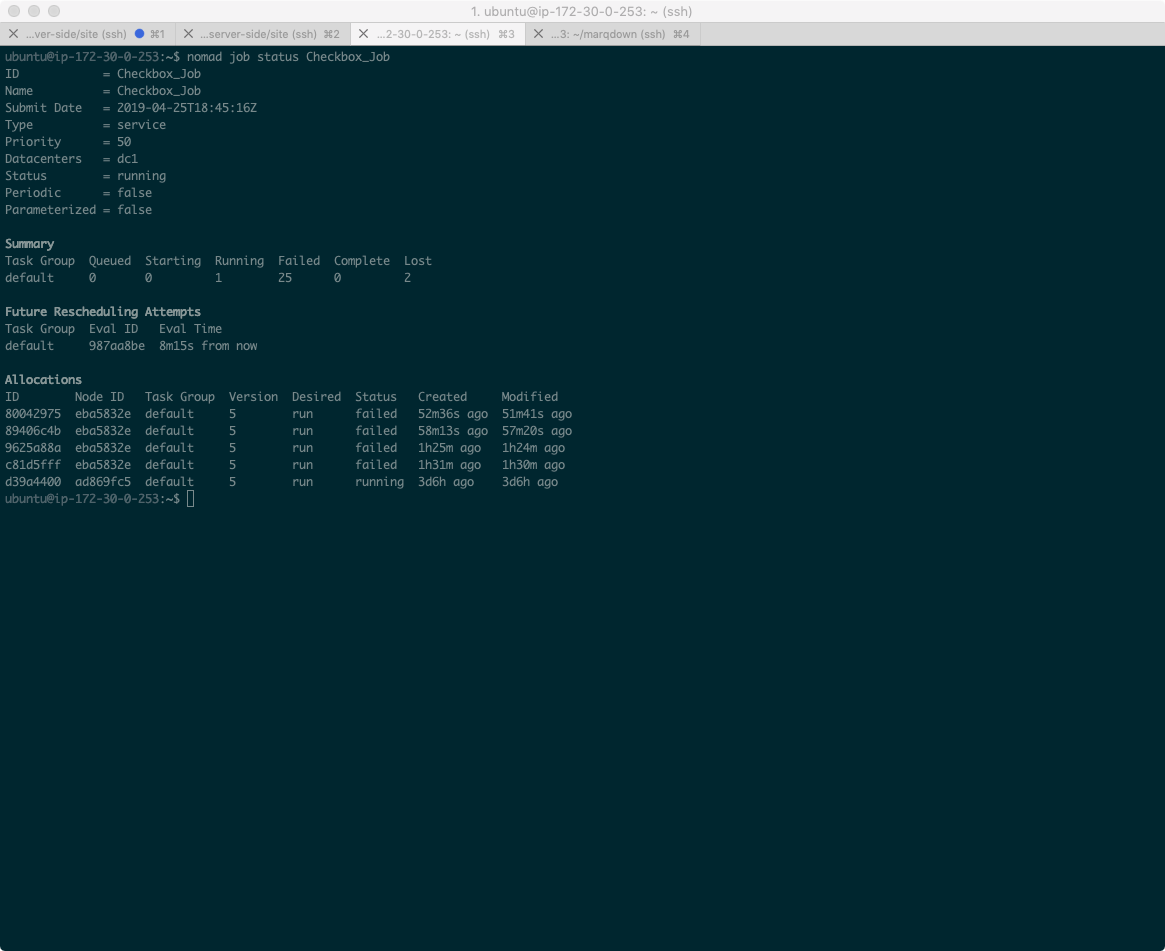 1. ubuntu@ip-172-30-0-253: ~ (ssh)
...ver-side/site (ssh) ⌘1 ...server-side/site (ssh) ⌘2 ...2-30-0-253: ~ (ssh) ⌘3 ...3: ~/marqdown (ssh) ⌘4
ubuntu@ip-172-30-0-253:~$ nomad job status Checkbox_Job
ID            = Checkbox_Job
Name          = Checkbox_Job
Submit Date   = 2019-04-25T18:45:16Z
Type          = service
Priority      = 50
Datacenters   = dc1
Status        = running
Periodic      = false
Parameterized = false

Summary
Task Group  Queued  Starting  Running  Failed  Complete  Lost
default     0       0         1        25      0         2

Future Rescheduling Attempts
Task Group  Eval ID   Eval Time
default     987aa8be  8m15s from now

Allocations
ID        Node ID   Task Group  Version  Desired  Status   Created     Modified
80042975  eba5832e  default     5        run      failed   52m36s ago  51m41s ago
89406c4b  eba5832e  default     5        run      failed   58m13s ago  57m20s ago
9625a88a  eba5832e  default     5        run      failed   1h25m ago   1h24m ago
c81d5fff  eba5832e  default     5        run      failed   1h31m ago   1h30m ago
d39a4400  ad869fc5  default     5        run      running  3d6h ago    3d6h ago
ubuntu@ip-172-30-0-253:~$